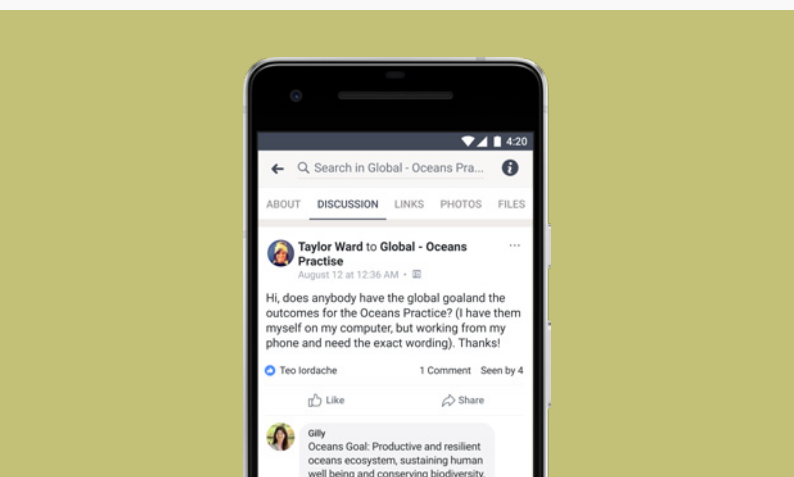 4:20
Search in Global - Oceans Pra...
ABOUT DISCUSSION LINKS PHOTOS FILES
Taylor Ward to Global - Oceans
Practise
August 12 at 12:36 AM
Hi, does anybody have the global goaland the
outcomes for the Oceans Practice? (I have them
myself on my computer, but working from my
phone and need the exact wording). Thanks!
Teo Iordache 1 Comment Seen by 4
Like Share
Gilly
Oceans Goal: Productive and resilient
oceans ecosystem, sustaining human
well being and conserving biodiversity,